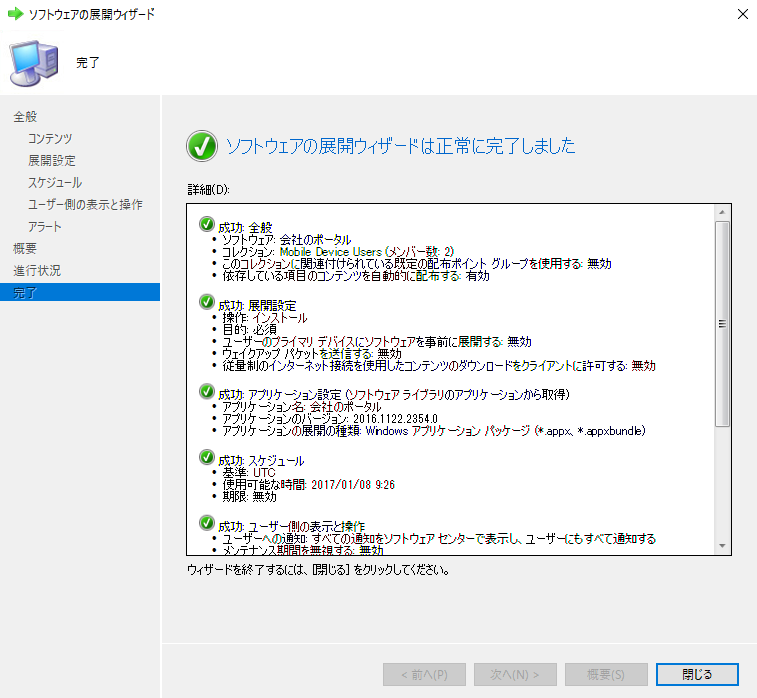 ソフトウェアの展開ウィザード
完了
全般
コンテンツ
展開設定
スケジュール
ユーザー側の表示と操作
アラート
概要
進行状況
完了
ソフトウェアの展開ウィザードは正常に完了しました
詳細(D):
成功: 全般
• ソフトウェア: 会社のポータル
• コレクション: Mobile Device Users (メンバー数: 2)
• このコレクションに関連付けられている既定の配布ポイント グループを使用する: 無効
• 依存している項目のコンテンツを自動的に配布する: 有効
成功: 展開設定
• 操作: インストール
• 目的: 必須
• ユーザーのプライマリ デバイスにソフトウェアを事前に展開する: 無効
• ウェイクアップ パケットを送信する: 無効
• 従量制のインターネット接続を使用したコンテンツのダウンロードをクライアントに許可する: 無効
成功: アプリケーション設定 (ソフトウェア ライブラリのアプリケーションから取得)
• アプリケーション名: 会社のポータル
• アプリケーションのバージョン: 2016.1122.2354.0
• アプリケーションの展開の種類: Windows アプリケーション パッケージ (*.appx、*.appxbundle)
成功: スケジュール
• 基準: UTC
• 使用可能な時間: 2017/01/08 9:26
• 期限: 無効
成功: ユーザー側の表示と操作
• ユーザーへの通知: すべての通知をソフトウェア センターで表示し、ユーザーにもすべて通知する
• メンテナンス期間を無視する: 無効
ウィザードを終了するには、[閉じる] をクリックしてください。
< 前へ(P)
次へ(N) >
概要(S)
閉じる